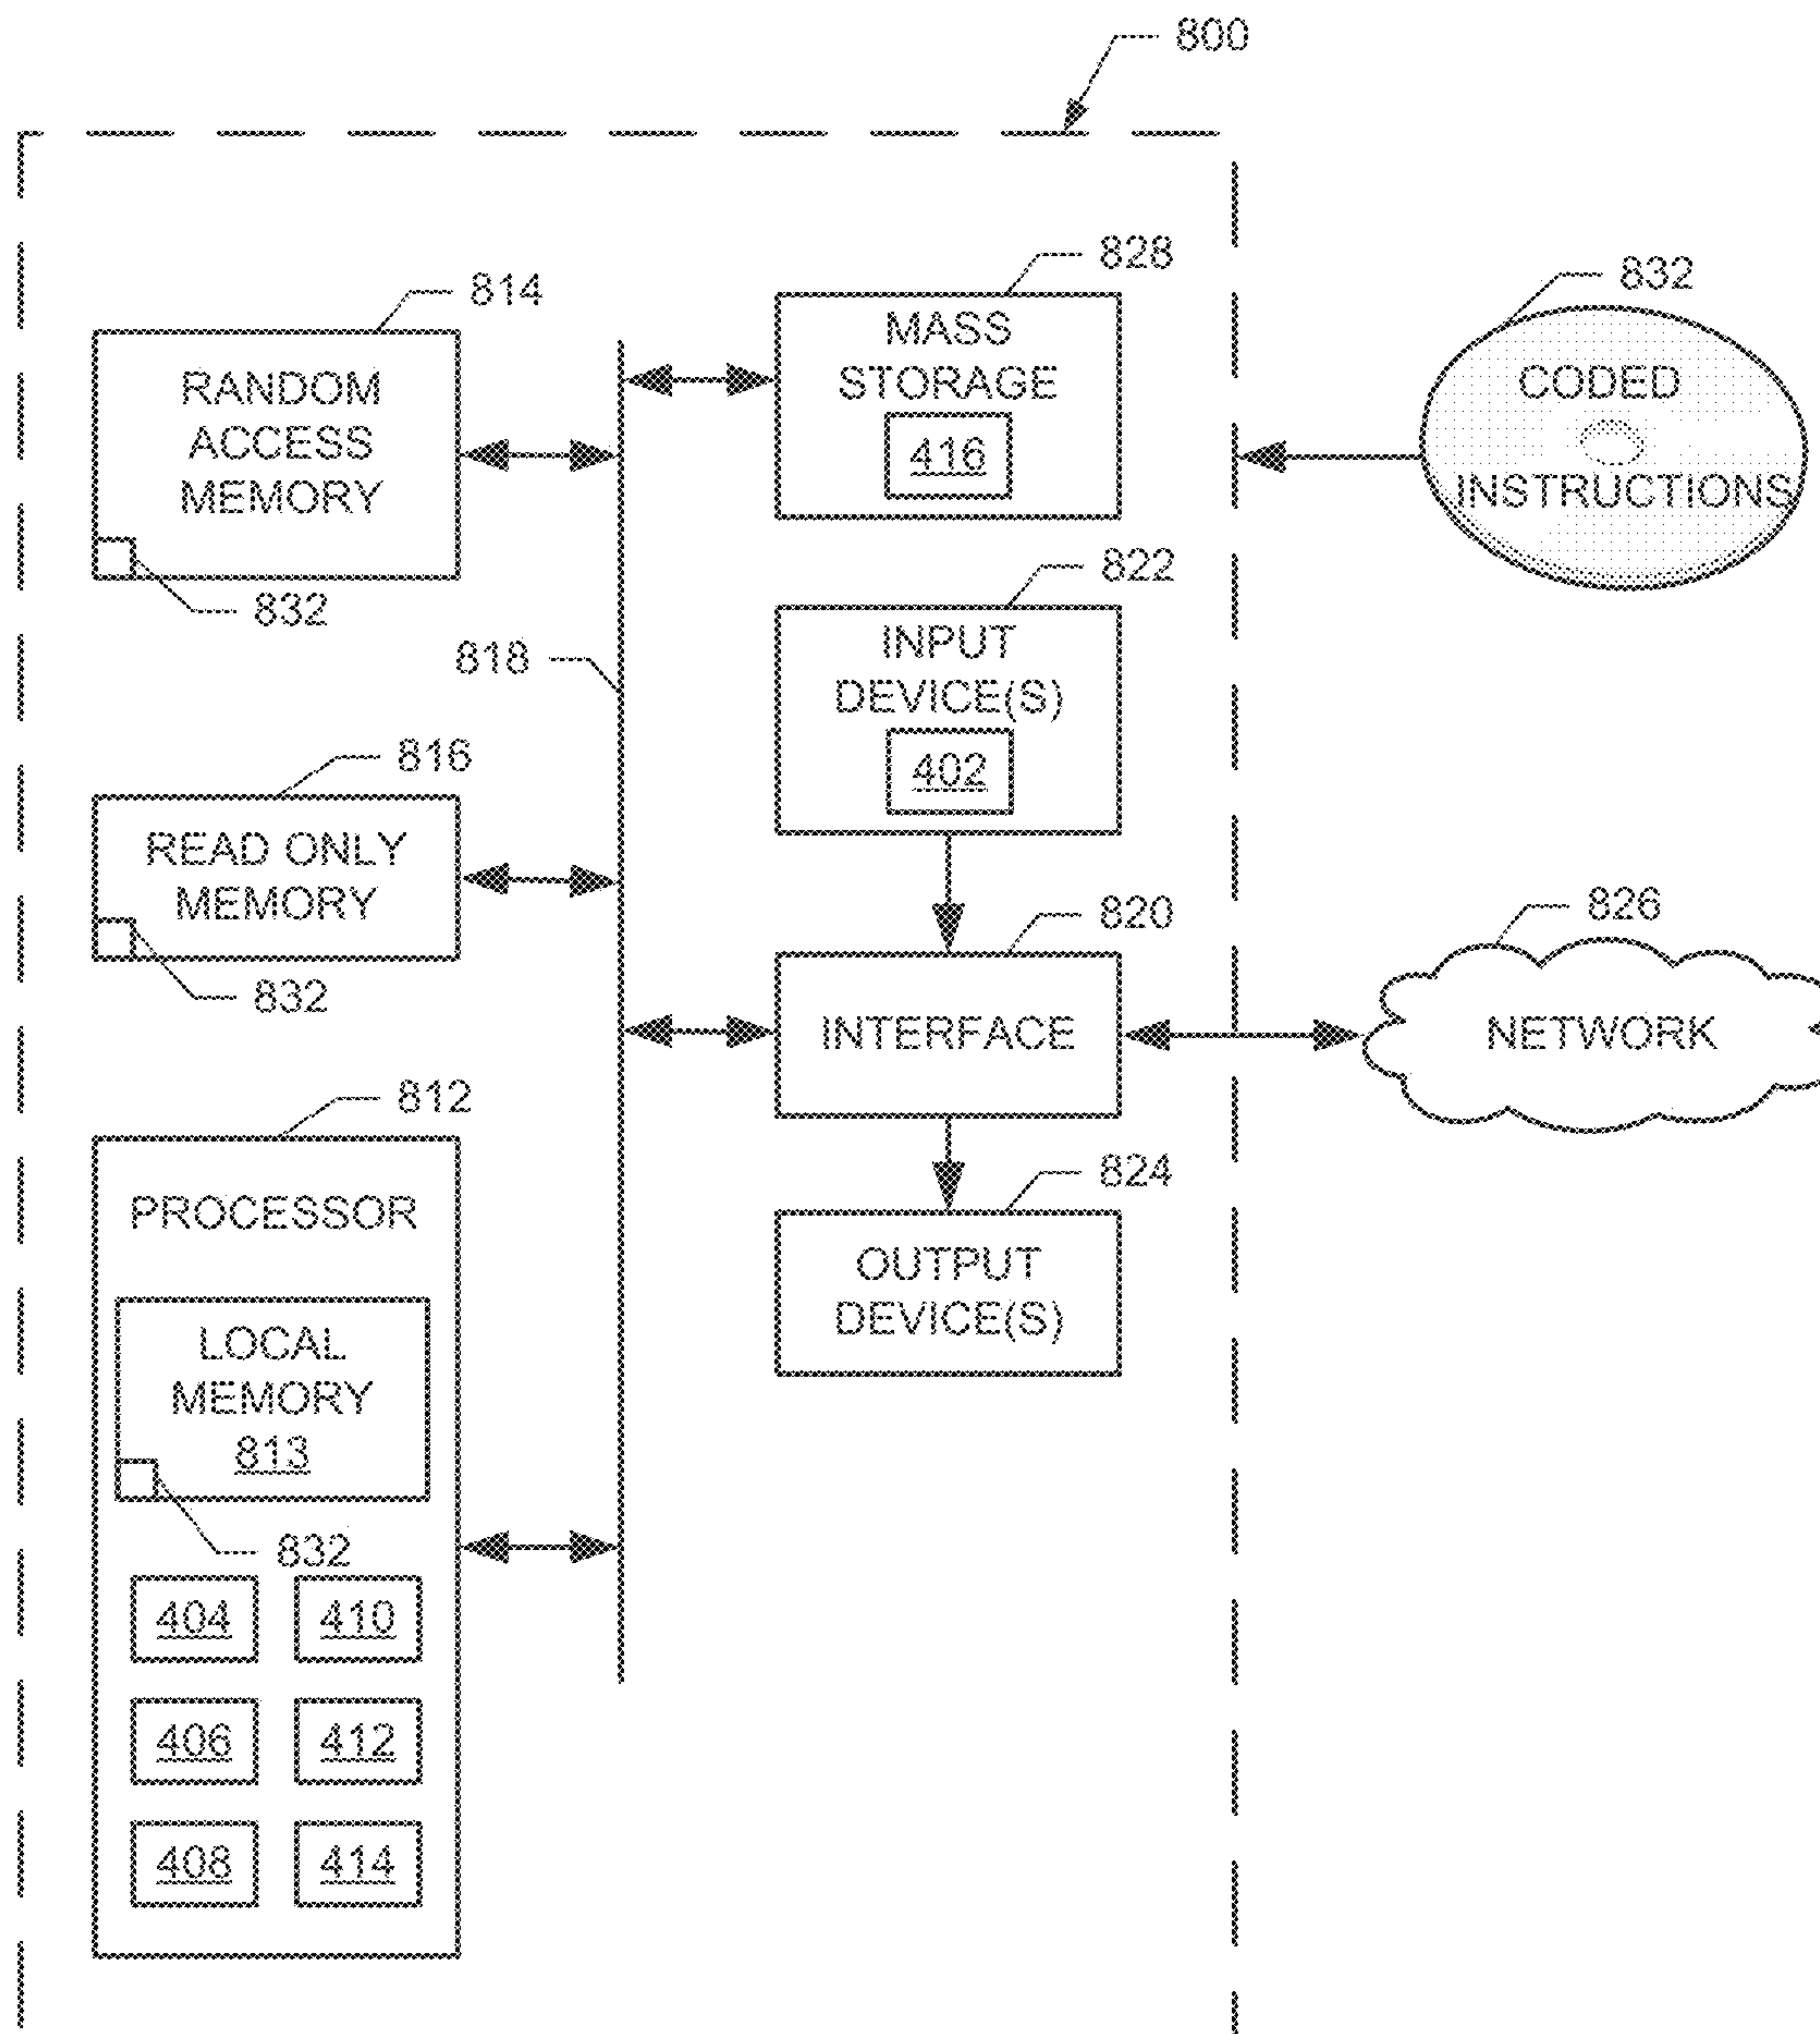 800
814
RANDOM
ACCESS
MEMORY
832
828
MASS
STORAGE
416
832
CODED
INSTRUCTIONS
818
822
INPUT
DEVICE(S)
402
816
READ ONLY
MEMORY
832
820
INTERFACE
826
NETWORK
812
PROCESSOR
LOCAL
MEMORY
813
832
404
410
406
412
408
414
824
OUTPUT
DEVICE(S)